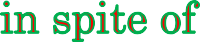 in spite of